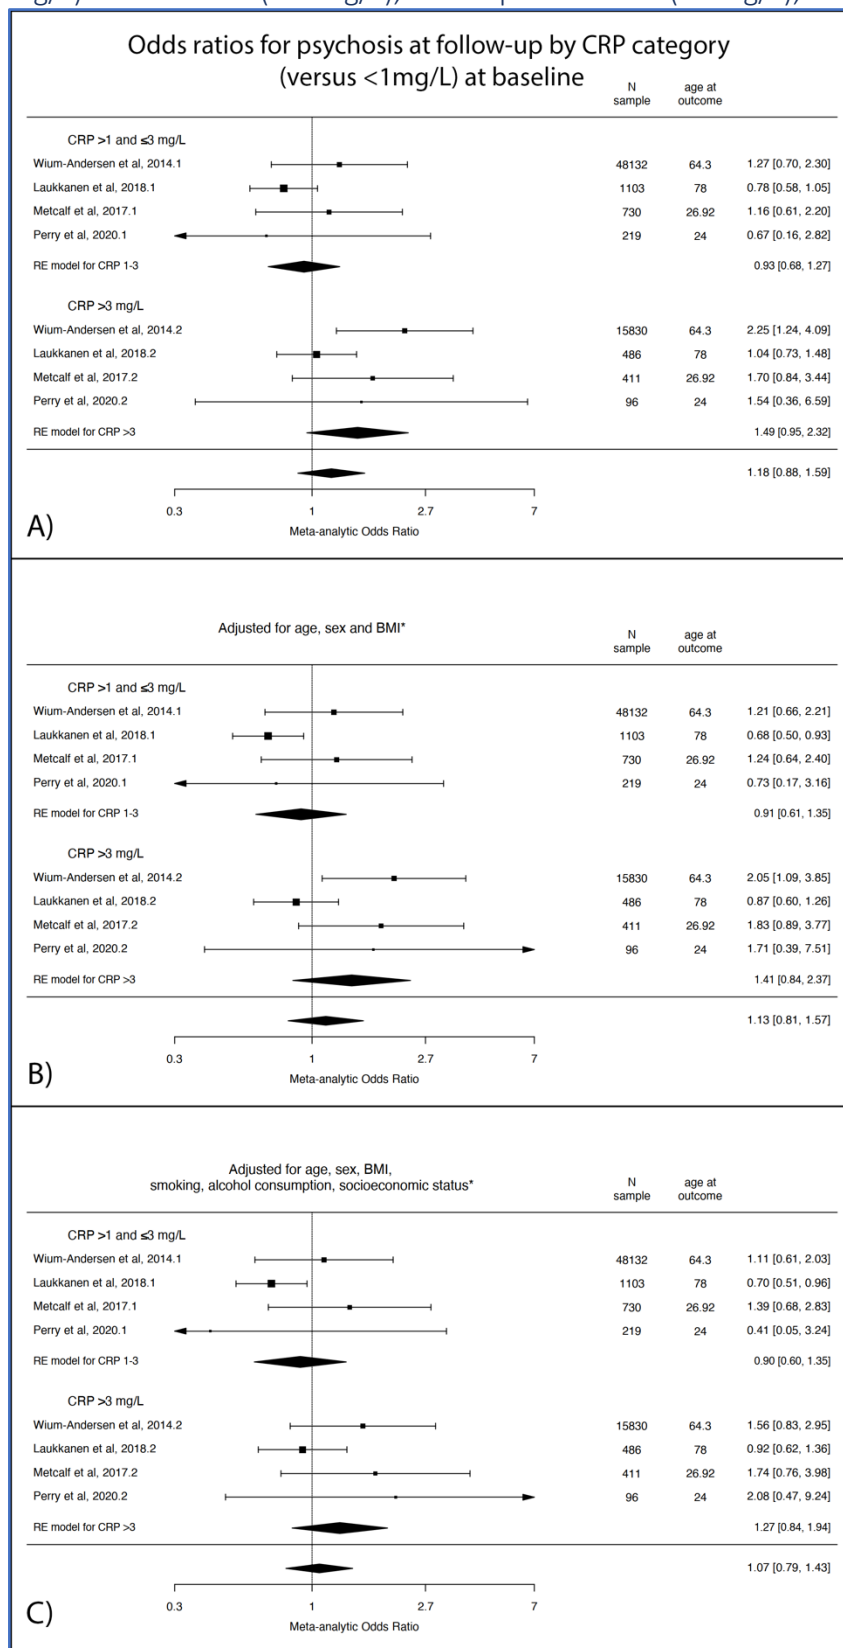 Odds ratios for psychosis at follow-up by CRP category
(versus <1mg/L) at baseline
N sample age at outcome
CRP >1 and ≤3 mg/L
Wium-Andersen et al, 2014.1 48132 64.3 1.27 [0.70, 2.30]
Laukkanen et al, 2018.1 1103 78 0.78 [0.58, 1.05]
Metcalf et al, 2017.1 730 26.92 1.16 [0.61, 2.20]
Perry et al, 2020.1 219 24 0.67 [0.16, 2.82]
RE model for CRP 1-3 0.93 [0.68, 1.27]
CRP >3 mg/L
Wium-Andersen et al, 2014.2 15830 64.3 2.25 [1.24, 4.09]
Laukkanen et al, 2018.2 486 78 1.04 [0.73, 1.48]
Metcalf et al, 2017.2 411 26.92 1.70 [0.84, 3.44]
Perry et al, 2020.2 96 24 1.54 [0.36, 6.59]
RE model for CRP >3 1.49 [0.95, 2.32]
1.18 [0.88, 1.59]
0.3 1 2.7 7
Meta-analytic Odds Ratio
A)
Adjusted for age, sex and BMI*
N sample age at outcome
CRP >1 and ≤3 mg/L
Wium-Andersen et al, 2014.1 48132 64.3 1.21 [0.66, 2.21]
Laukkanen et al, 2018.1 1103 78 0.68 [0.50, 0.93]
Metcalf et al, 2017.1 730 26.92 1.24 [0.64, 2.40]
Perry et al, 2020.1 219 24 0.73 [0.17, 3.16]
RE model for CRP 1-3 0.91 [0.61, 1.35]
CRP >3 mg/L
Wium-Andersen et al, 2014.2 15830 64.3 2.05 [1.09, 3.85]
Laukkanen et al, 2018.2 486 78 0.87 [0.60, 1.26]
Metcalf et al, 2017.2 411 26.92 1.83 [0.89, 3.77]
Perry et al, 2020.2 96 24 1.71 [0.39, 7.51]
RE model for CRP >3 1.41 [0.84, 2.37]
1.13 [0.81, 1.57]
0.3 1 2.7 7
Meta-analytic Odds Ratio
B)
Adjusted for age, sex, BMI,
smoking, alcohol consumption, socioeconomic status*
N sample age at outcome
CRP >1 and ≤3 mg/L
Wium-Andersen et al, 2014.1 48132 64.3 1.11 [0.61, 2.03]
Laukkanen et al, 2018.1 1103 78 0.70 [0.51, 0.96]
Metcalf et al, 2017.1 730 26.92 1.39 [0.68, 2.83]
Perry et al, 2020.1 219 24 0.41 [0.05, 3.24]
RE model for CRP 1-3 0.90 [0.60, 1.35]
CRP >3 mg/L
Wium-Andersen et al, 2014.2 15830 64.3 1.56 [0.83, 2.95]
Laukkanen et al, 2018.2 486 78 0.92 [0.62, 1.36]
Metcalf et al, 2017.2 411 26.92 1.74 [0.76, 3.98]
Perry et al, 2020.2 96 24 2.08 [0.47, 9.24]
RE model for CRP >3 1.27 [0.84, 1.94]
1.07 [0.79, 1.43]
0.3 1 2.7 7
Meta-analytic Odds Ratio
C)